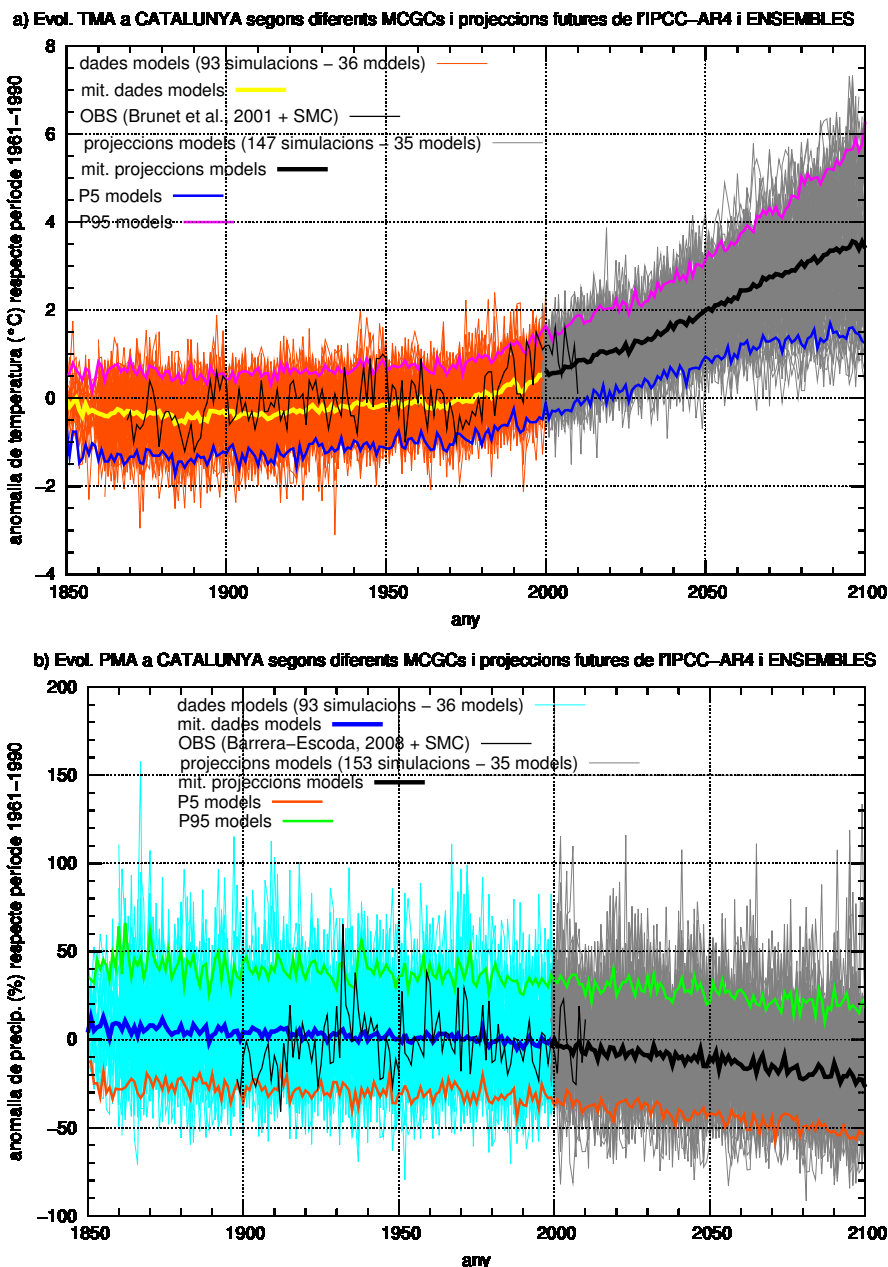 a) Evol. TMA a CATALUNYA segons diferents MCGCs i projeccions futures de l'IPCC–AR4 i ENSEMBLES
8
dades models (93 simulacions – 36 models)
mit. dades models
OBS (Brunet et al. 2001 + SMC)
projeccions models (147 simulacions – 35 models)
mit. projeccions models
P5 models
P95 models
6
4
2
0
–2
–4
anomalia de temperatura (°C) respecte període 1961–1990
1850
1900
1950
2000
2050
2100
any
b) Evol. PMA a CATALUNYA segons diferents MCGCs i projeccions futures de l'IPCC–AR4 i ENSEMBLES
200
dades models (93 simulacions – 36 models)
mit. dades models
OBS (Barrera–Escoda, 2008 + SMC)
projeccions models (153 simulacions – 35 models)
mit. projeccions models
P5 models
P95 models
150
100
50
0
–50
–100
anomalia de precip. (%) respecte període 1961–1990
1850
1900
1950
2000
2050
2100
any